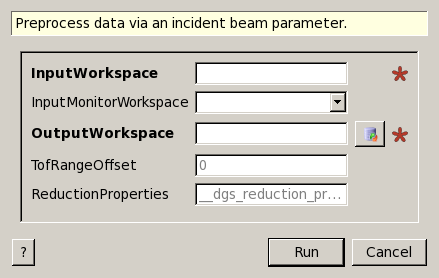 Preprocess data via an incident beam parameter.
InputWorkspace *
InputMonitorWorkspace
OutputWorkspace *
TofRangeOffset 0
ReductionProperties __dgs_reduction_pr...
? Run Cancel